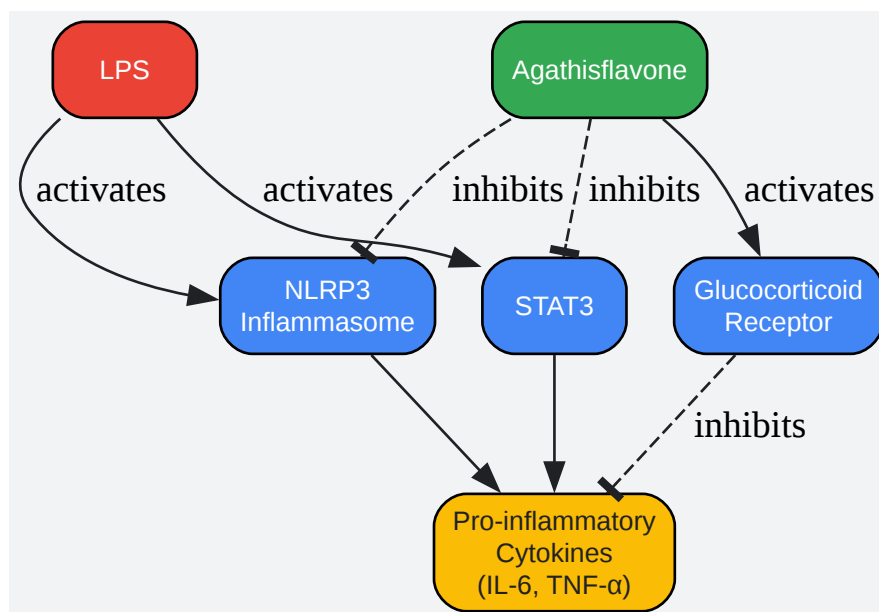 LPS
Agathisflavone
activates
activates
inhibits
inhibits
activates
NLRP3
Inflammasome
STAT3
Glucocorticoid
Receptor
inhibits
Pro-inflammatory
Cytokines
(IL-6, TNF-α)